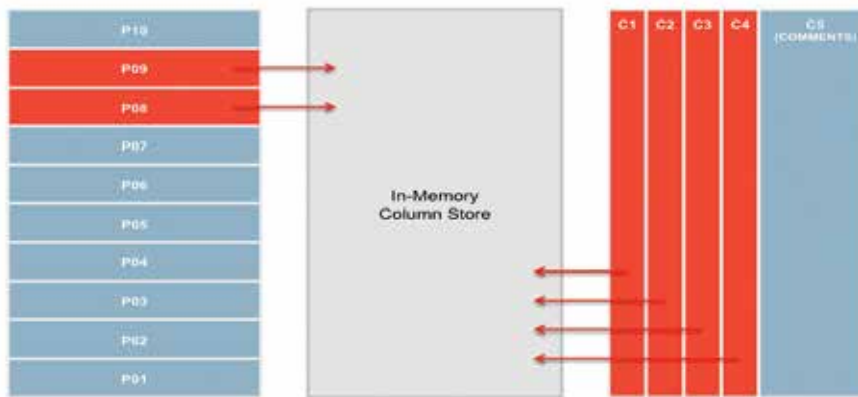 P10
P09
P08
P07
P06
P05
P04
P03
P02
P01
In-Memory
Column Store
C1 C2 C3 C4 C5
(COMMENTS)